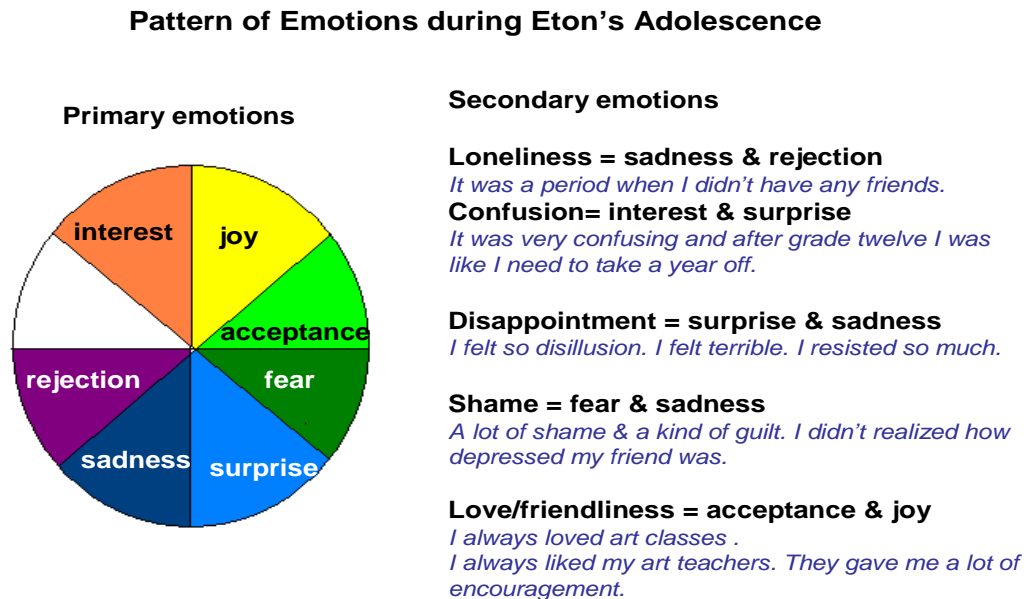 Pattern of Emotions during Eton's Adolescence
Primary emotions
interest
joy
acceptance
fear
surprise
sadness
rejection
Secondary emotions
Loneliness = sadness & rejection
It was a period when I didn't have any friends.
Confusion= interest & surprise
It was very confusing and after grade twelve I was
like I need to take a year off.
Disappointment = surprise & sadness
I felt so disillusion. I felt terrible. I resisted so much.
Shame = fear & sadness
A lot of shame & a kind of guilt. I didn't realized how
depressed my friend was.
Love/friendliness = acceptance & joy
I always loved art classes .
I always liked my art teachers. They gave me a lot of
encouragement.